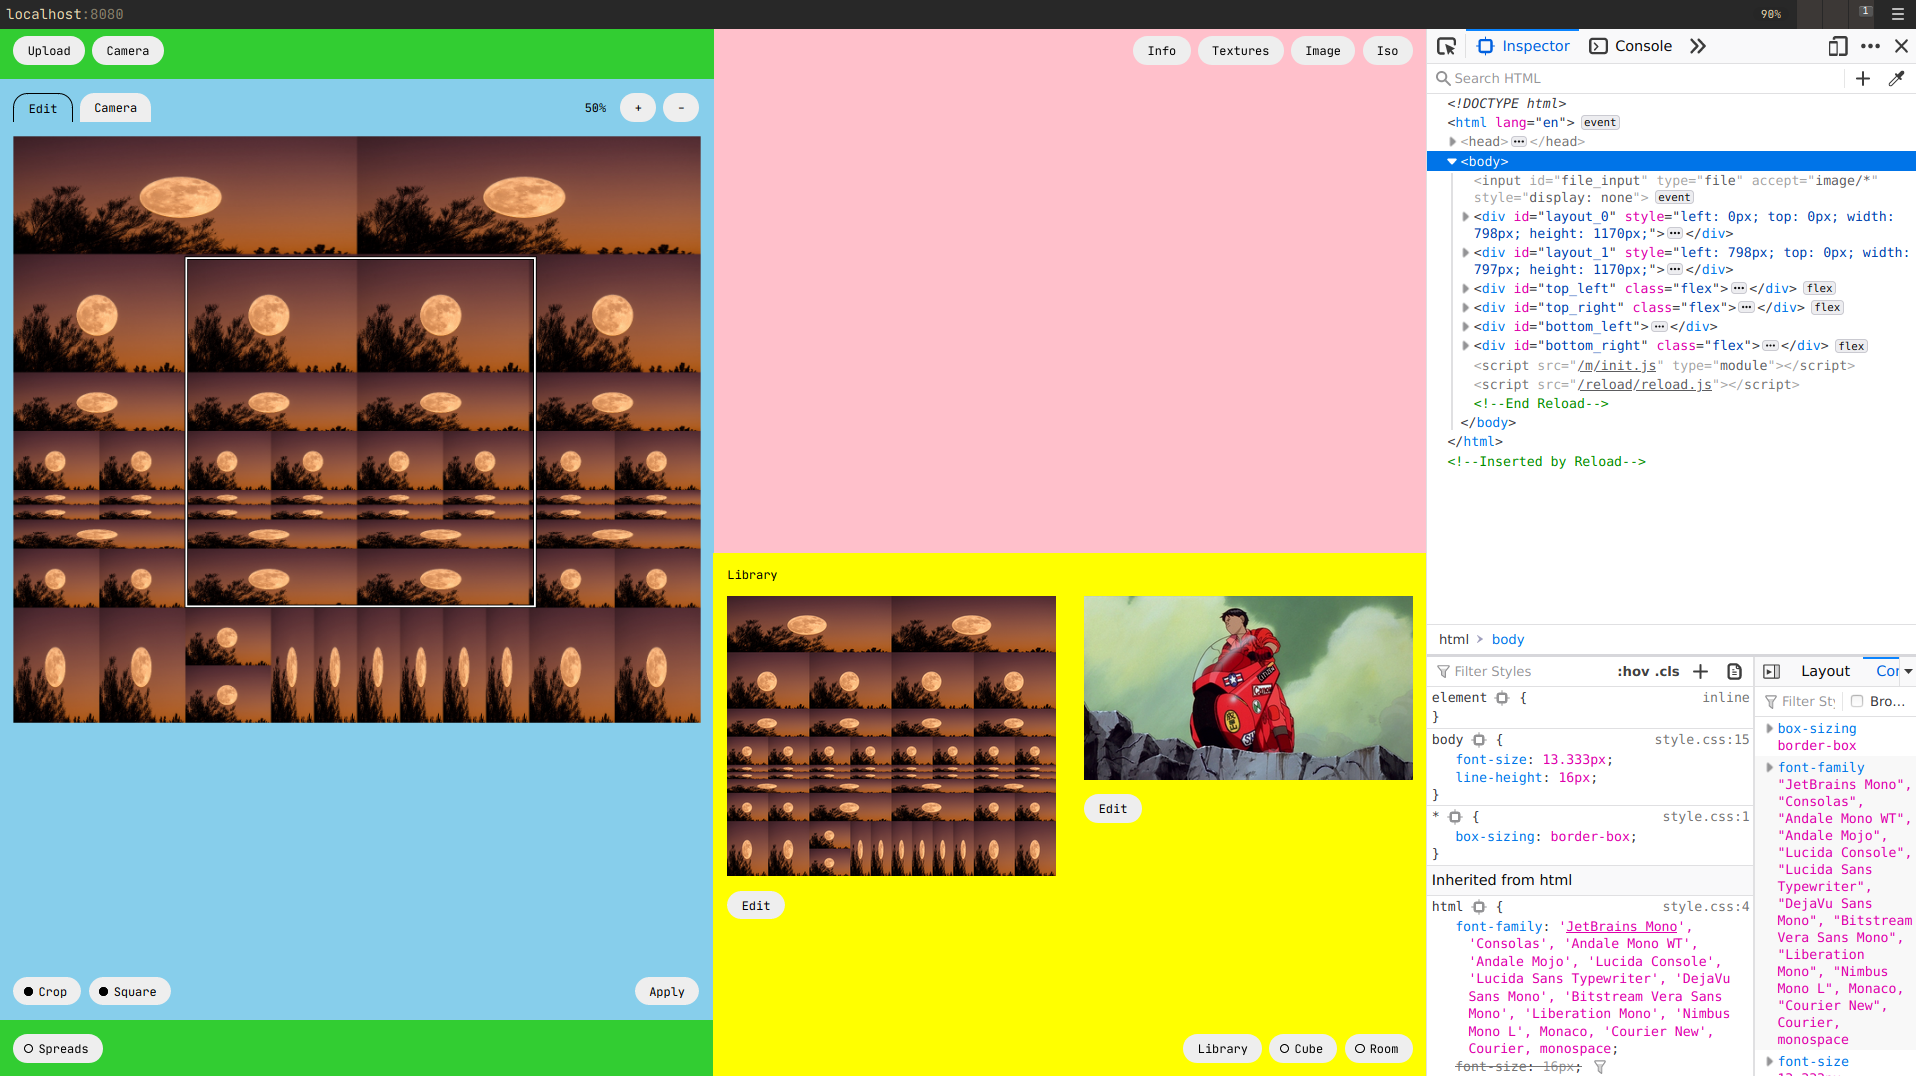 localhost:8080
90%
1
Upload
Camera
Edit
Camera
50%
+
-
Crop
Square
Apply
Spreads
Info
Textures
Image
Iso
Library
Edit
Edit
Library
Cube
Room
Inspector
Console
Search HTML
<!DOCTYPE html>
<html lang="en"> event
<head> ••• </head>
<body>
<input id="file_input" type="file" accept="image/*"
style="display: none"> event
<div id="layout_0" style="left: 0px; top: 0px; width:
798px; height: 1170px;"> ••• </div>
<div id="layout_1" style="left: 798px; top: 0px; width:
797px; height: 1170px;"> ••• </div>
<div id="top_left" class="flex"> ••• </div> flex
<div id="top_right" class="flex"> ••• </div> flex
<div id="bottom_left"> ••• </div>
<div id="bottom_right" class="flex"> ••• </div> flex
<script src="/m/init.js" type="module"></script>
<script src="/reload/reload.js"></script>
<!--End Reload-->
</body>
</html>
<!--Inserted by Reload-->
html > body
Filter Styles
:hov .cls
element { inline
}
body { style.css:15
font-size: 13.333px;
line-height: 16px;
}
* { style.css:1
box-sizing: border-box;
}
Inherited from html
html { style.css:4
font-family: 'JetBrains Mono',
'Consolas', 'Andale Mono WT',
'Andale Mojo', 'Lucida Console',
'Lucida Sans Typewriter', 'DejaVu
Sans Mono', 'Bitstream Vera Sans
Mono', 'Liberation Mono', 'Nimbus
Mono L', Monaco, 'Courier New',
Courier, monospace;
font-size: 16px;
Layout
Filter
Bro...
box-sizing
border-box
font-family
"JetBrains Mono",
"Consolas",
"Andale Mono WT",
"Andale Mojo",
"Lucida Console",
"Lucida Sans
Typewriter",
"DejaVu Sans
Mono", "Bitstream
Vera Sans Mono",
"Liberation
Mono", "Nimbus
Mono L", Monaco,
"Courier New",
Courier,
monospace
font-size